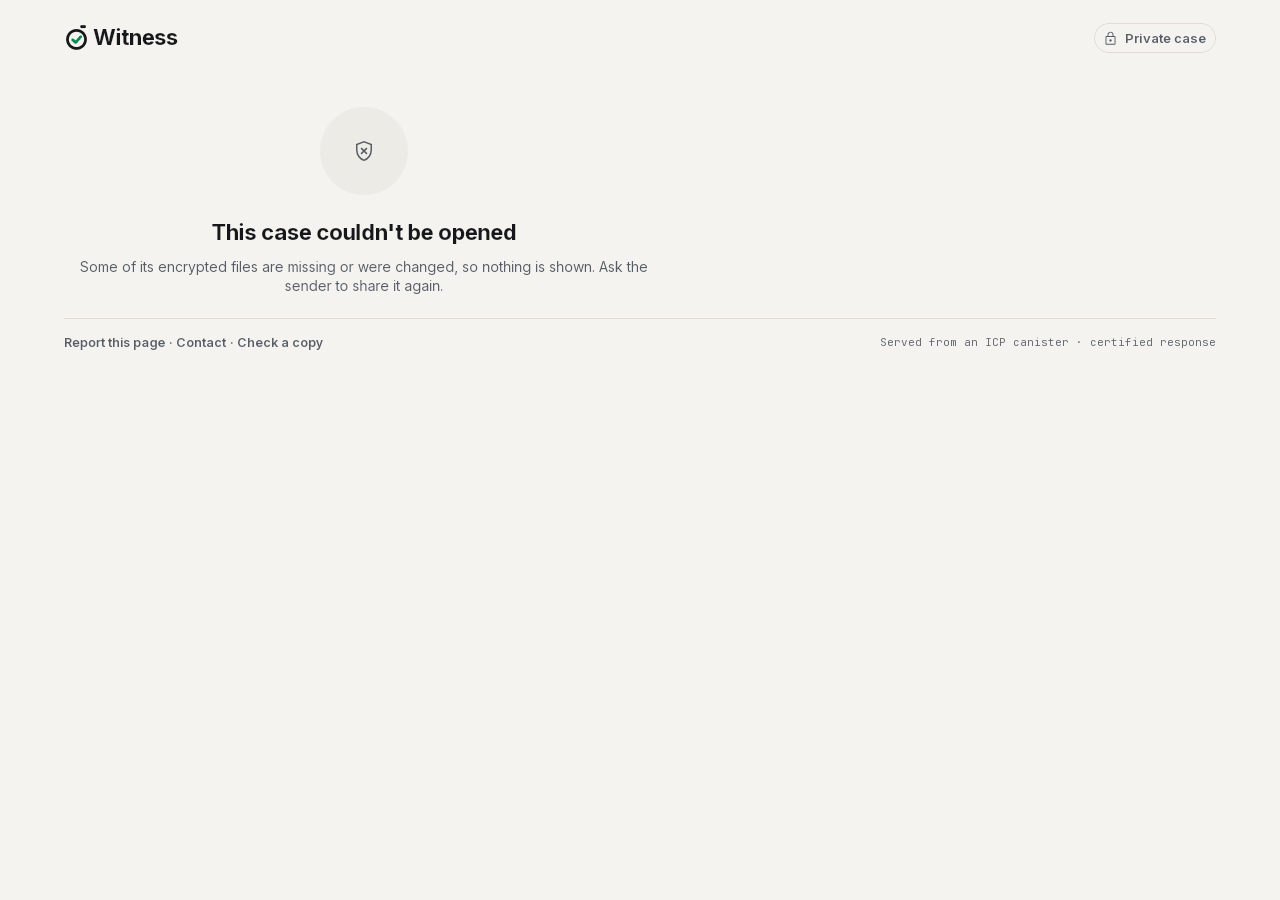 Witness
Private case
This case couldn't be opened
Some of its encrypted files are missing or were changed, so nothing is shown. Ask the
sender to share it again.
Report this page · Contact · Check a copy
Served from an ICP canister · certified response